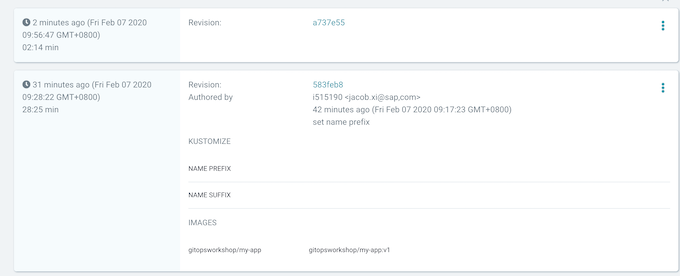 2 minutes ago (Fri Feb 07 2020
09:56:47 GMT+0800)
02:14 min
Revision:
a737e55
31 minutes ago (Fri Feb 07 2020
09:28:22 GMT+0800)
28:25 min
Revision:
583feb8
Authored by
i515190 <jacob.xi@sap,com>
42 minutes ago (Fri Feb 07 2020 09:17:23 GMT+0800)
set name prefix
KUSTOMIZE
NAME PREFIX
NAME SUFFIX
IMAGES
gitopsworkshop/my-app
gitopsworkshop/my-app:v1